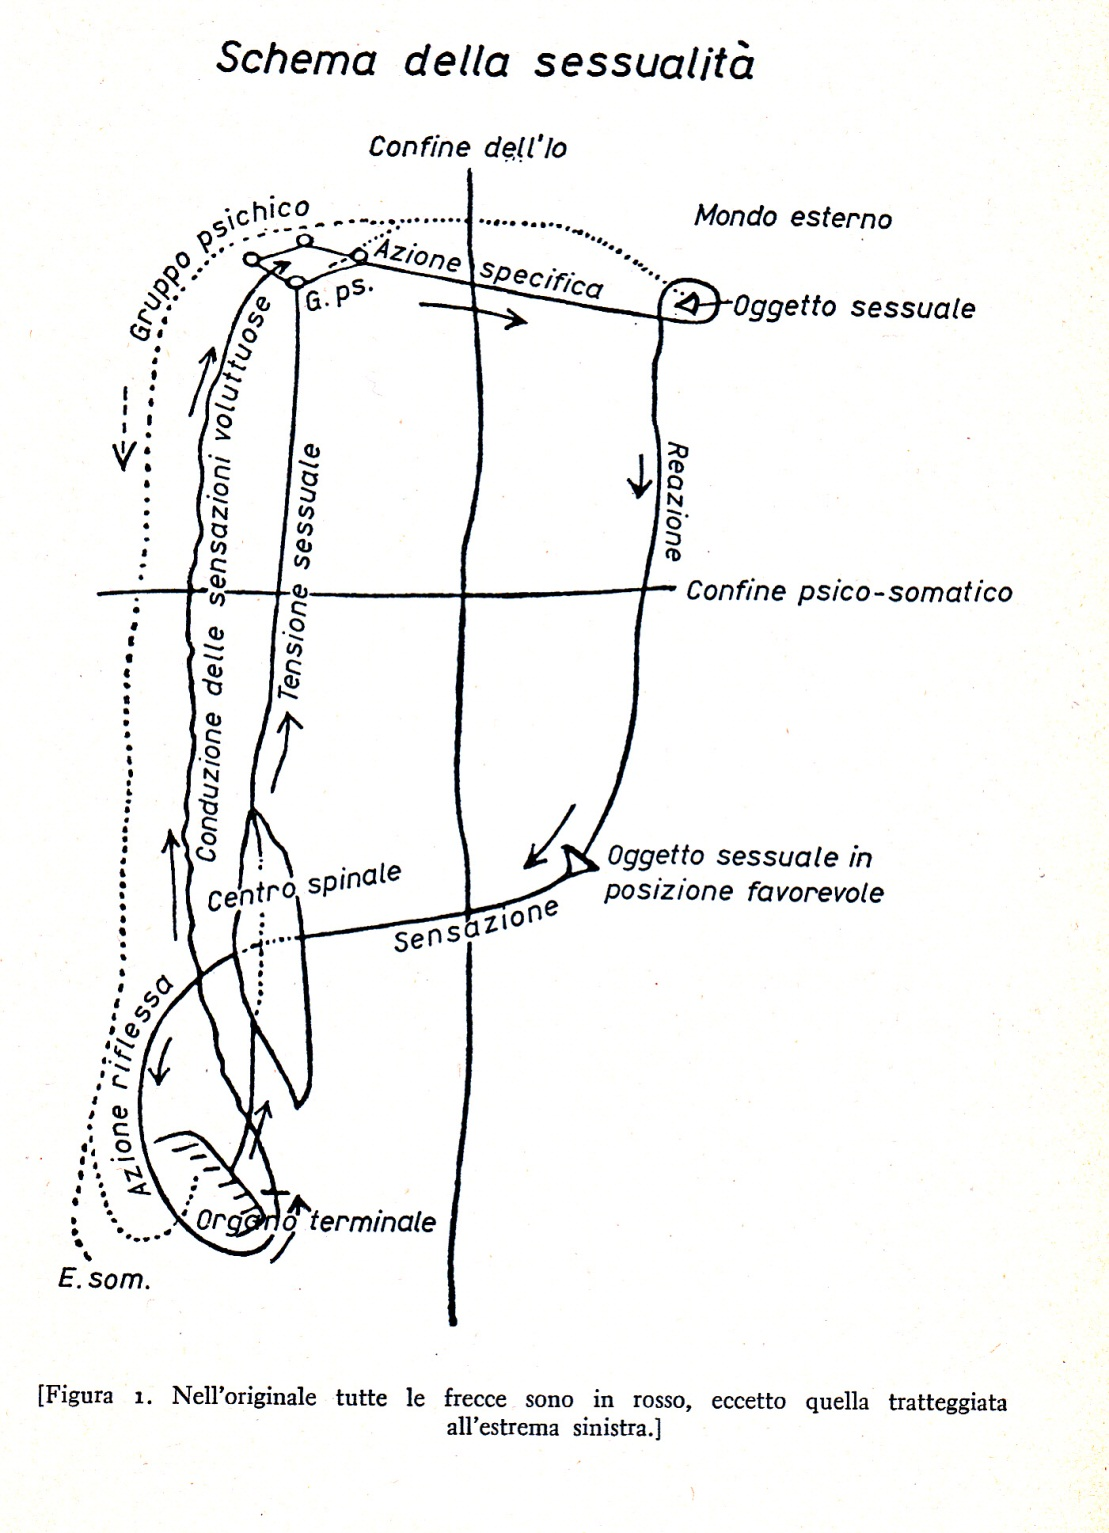 Schema della sessualità
Confine dell'Io
Mondo esterno
Gruppo psichico
Azione specifica
G. ps.
Oggetto sessuale
Conduzione delle sensazioni voluttuose
Tensione sessuale
Reazione
Confine psico-somatico
Oggetto sessuale in
posizione favorevole
Centro spinale
Sensazione
Azione riflessa
Organo terminale
E. som.
[Figura 1. Nell'originale tutte le frecce sono in rosso, eccetto quella tratteggiata
all'estrema sinistra.]